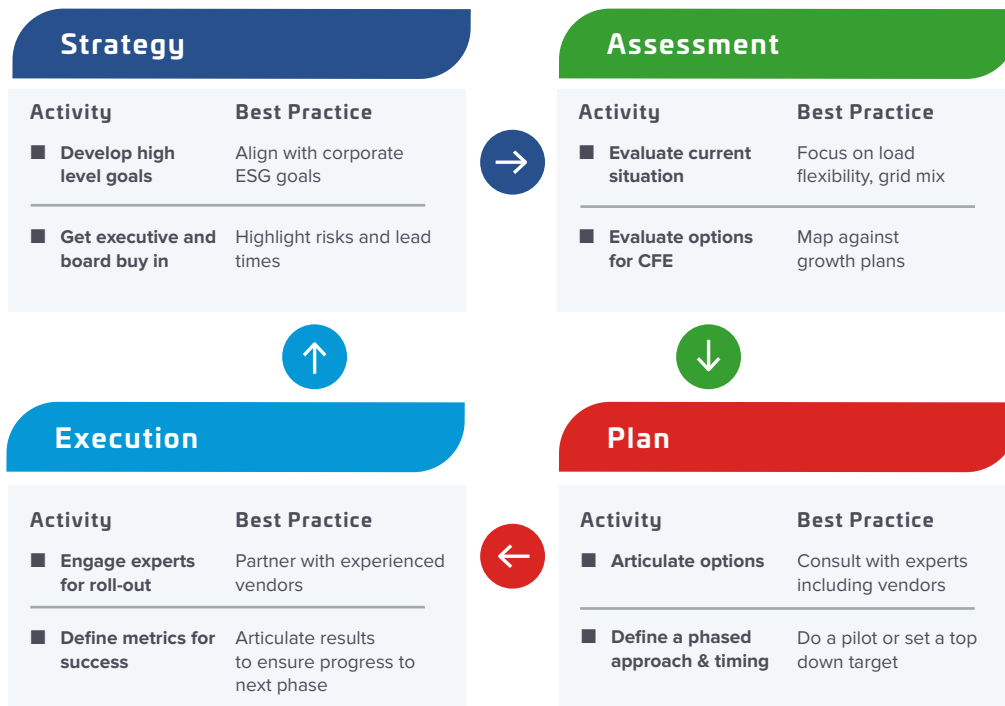 Strategy
Activity
Best Practice
Develop high
level goals
Align with corporate
ESG goals
Get executive and
board buy in
Highlight risks and lead
times
Assessment
Activity
Best Practice
Evaluate current
situation
Focus on load
flexibility, grid mix
Evaluate options
for CFE
Map against
growth plans
Execution
Activity
Best Practice
Engage experts
for roll-out
Partner with experienced
vendors
Define metrics for
success
Articulate results
to ensure progress to
next phase
Plan
Activity
Best Practice
Articulate options
Consult with experts
including vendors
Define a phased
approach & timing
Do a pilot or set a top
down target